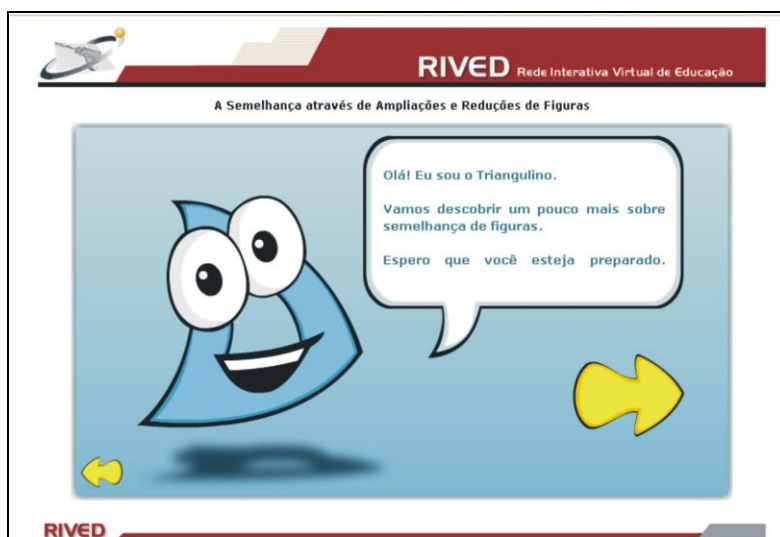 RIVED Rede Interativa Virtual de Educação
A Semelhança através de Ampliações e Reduções de Figuras
Olá! Eu sou o Triangulino.
Vamos descobrir um pouco mais sobre
semelhança de figuras.
Espero que você esteja preparado.
RIVED